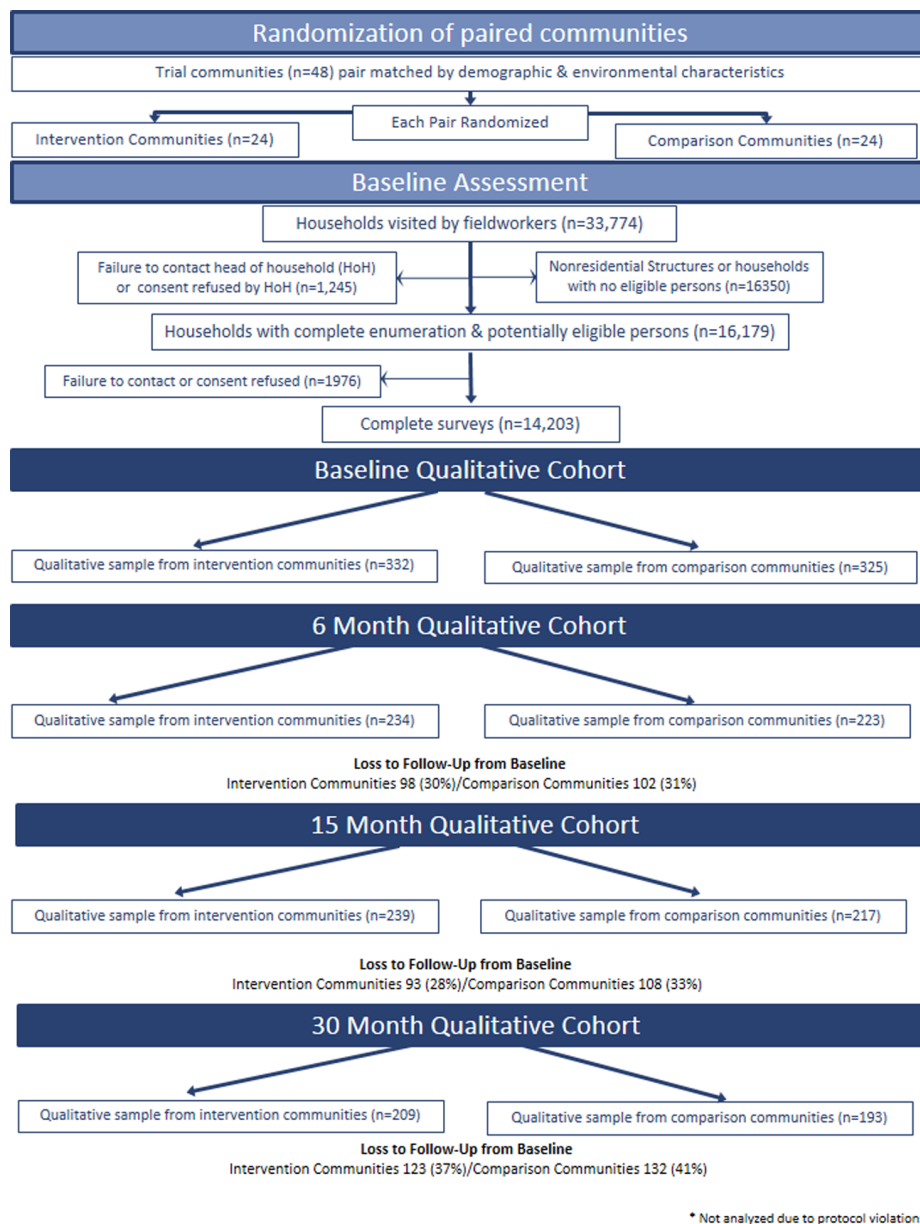 Randomization of paired communities
Trial communities (n=48) pair matched by demographic & environmental characteristics
Each Pair Randomized
Intervention Communities (n=24)
Comparison Communities (n=24)
Baseline Assessment
Households visited by fieldworkers (n=33,774)
Failure to contact head of household (HoH)
or consent refused by HoH (n=1,245)
Nonresidential Structures or households
with no eligible persons (n=16350)
Households with complete enumeration & potentially eligible persons (n=16,179)
Failure to contact or consent refused (n=1976)
Complete surveys (n=14,203)
Baseline Qualitative Cohort
Qualitative sample from intervention communities (n=332)
Qualitative sample from comparison communities (n=325)
6 Month Qualitative Cohort
Qualitative sample from intervention communities (n=234)
Qualitative sample from comparison communities (n=223)
Loss to Follow-Up from Baseline
Intervention Communities 98 (30%)/Comparison Communities 102 (31%)
15 Month Qualitative Cohort
Qualitative sample from intervention communities (n=239)
Qualitative sample from comparison communities (n=217)
Loss to Follow-Up from Baseline
Intervention Communities 93 (28%)/Comparison Communities 108 (33%)
30 Month Qualitative Cohort
Qualitative sample from intervention communities (n=209)
Qualitative sample from comparison communities (n=193)
Loss to Follow-Up from Baseline
Intervention Communities 123 (37%)/Comparison Communities 132 (41%)
* Not analyzed due to protocol violation